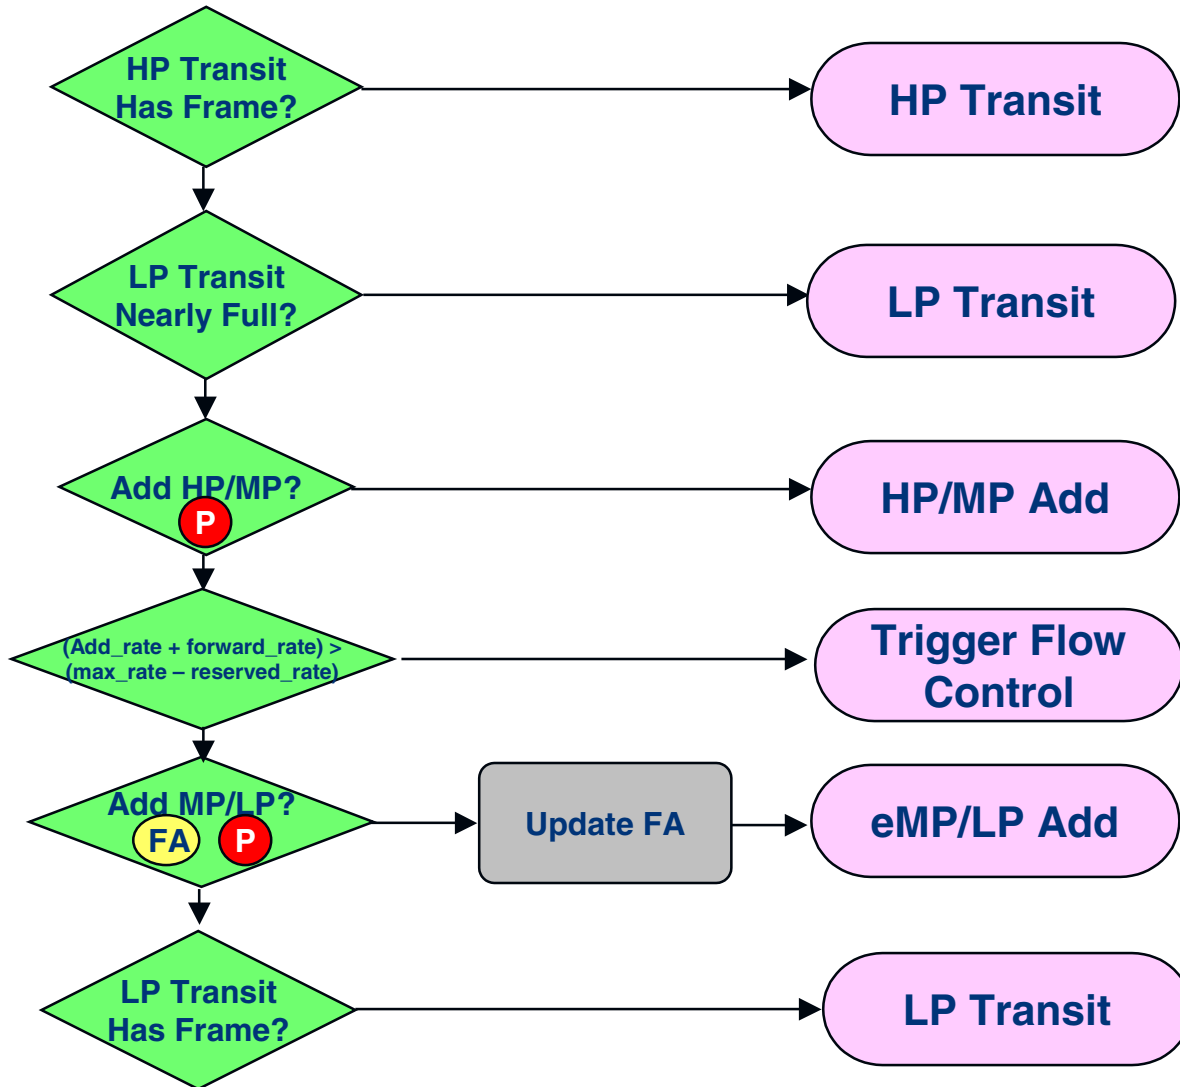 HP Transit
Has Frame?
HP Transit
LP Transit
Nearly Full?
LP Transit
Add HP/MP?
P
HP/MP Add
(Add_rate + forward_rate) >
(max_rate – reserved_rate)
Trigger Flow
Control
Add MP/LP?
FA P
Update FA
eMP/LP Add
LP Transit
Has Frame?
LP Transit